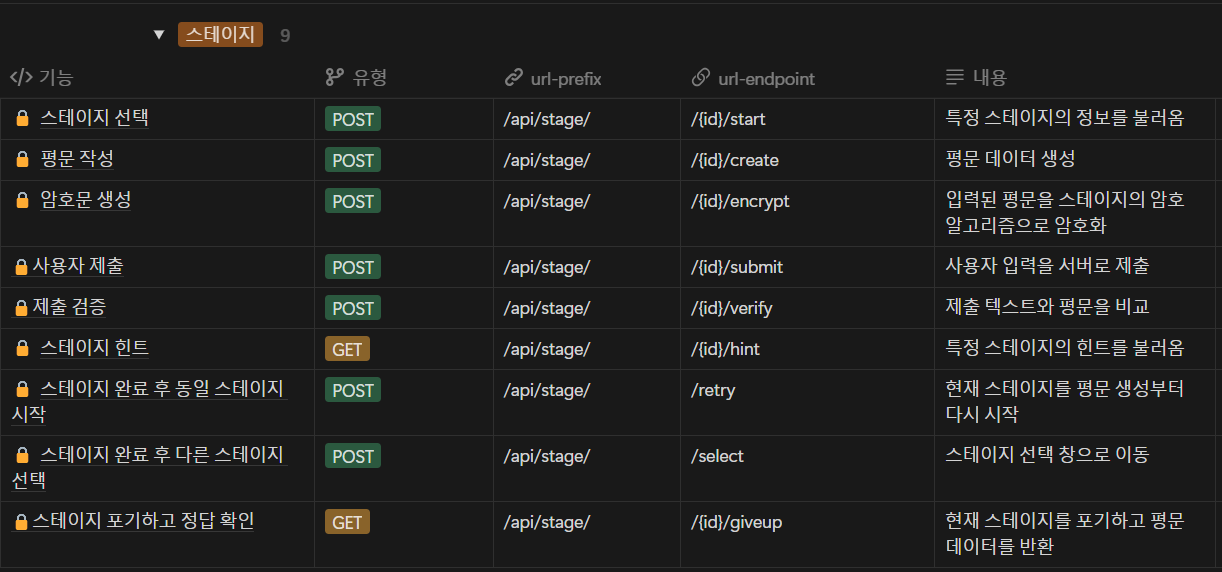 스테이지 9
기능 유형 url-prefix url-endpoint 내용
스테이지 선택 POST /api/stage/ /{id}/start 특정 스테이지의 정보를 불러옴
평문 작성 POST /api/stage/ /{id}/create 평문 데이터 생성
암호문 생성 POST /api/stage/ /{id}/encrypt 입력된 평문을 스테이지의 암호
알고리즘으로 암호화
사용자 제출 POST /api/stage/ /{id}/submit 사용자 입력을 서버로 제출
제출 검증 POST /api/stage/ /{id}/verify 제출 텍스트와 평문을 비교
스테이지 힌트 GET /api/stage/ /{id}/hint 특정 스테이지의 힌트를 불러옴
스테이지 완료 후 동일 스테이지 POST /api/stage/ /retry 현재 스테이지를 평문 생성부터
시작 다시 시작
스테이지 완료 후 다른 스테이지 POST /api/stage/ /select 스테이지 선택 창으로 이동
선택
스테이지 포기하고 정답 확인 GET /api/stage/ /{id}/giveup 현재 스테이지를 포기하고 평문
데이터를 반환